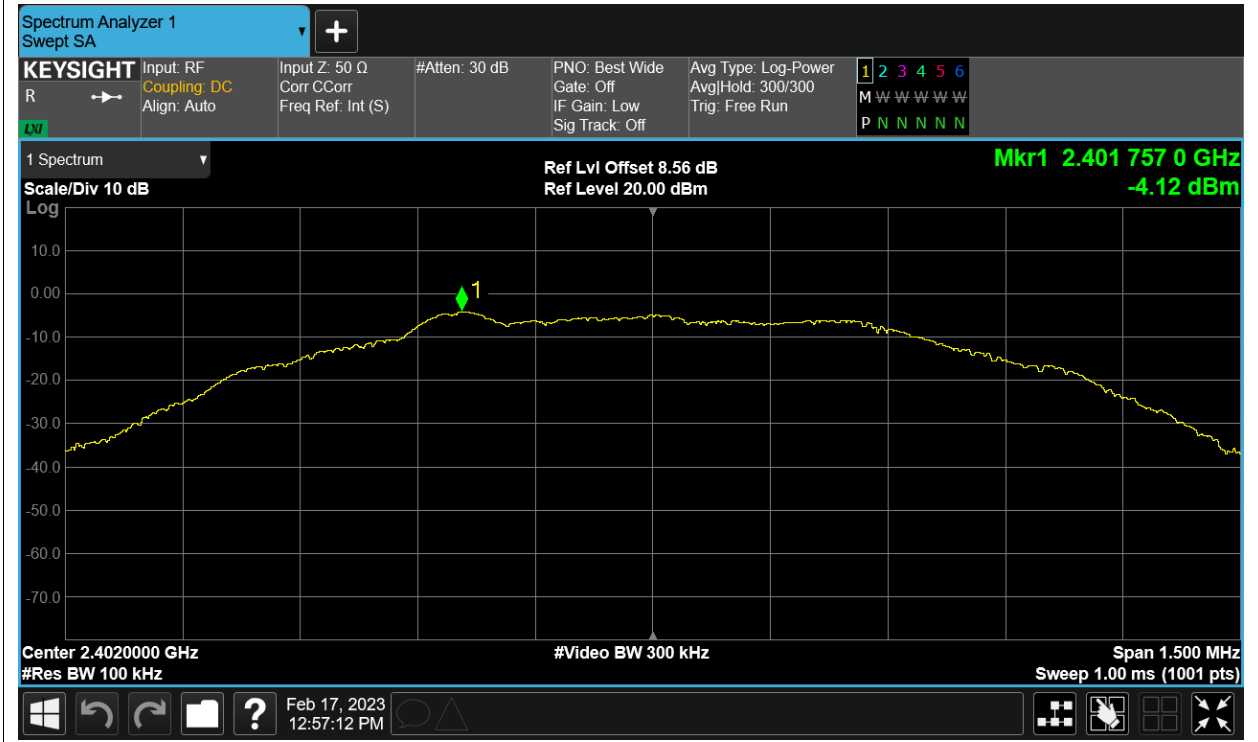 Spectrum Analyzer 1
Swept SA
+
KEYSIGHT
R
LXI
Input: RF
Coupling: DC
Align: Auto
Input Z: 50 Ω
Corr CCorr
Freq Ref: Int (S)
#Atten: 30 dB
PNO: Best Wide
Gate: Off
IF Gain: Low
Sig Track: Off
Avg Type: Log-Power
Avg|Hold: 300/300
Trig: Free Run
1 2 3 4 5 6
M W W W W W
P N N N N N
1 Spectrum
Scale/Div 10 dB
Log
Ref Lvl Offset 8.56 dB
Ref Level 20.00 dBm
Mkr1 2.401 757 0 GHz
-4.12 dBm
10.0
0.00
-10.0
-20.0
-30.0
-40.0
-50.0
-60.0
-70.0
1
Center 2.4020000 GHz
#Video BW 300 kHz
Span 1.500 MHz
#Res BW 100 kHz
Sweep 1.00 ms (1001 pts)
?
Feb 17, 2023
12:57:12 PM